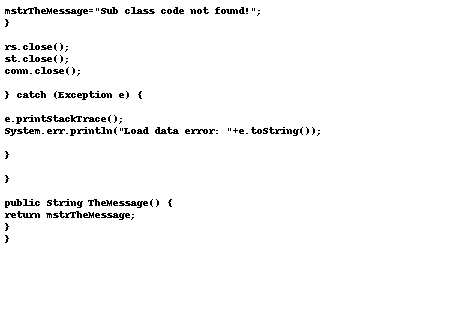 mstrTheMessage="Sub class code not found!";
}
rs.close();
st.close();
conn.close();
} catch (Exception e) {
e.printStackTrace();
System.err.println("Load data error: "+e.toString());
}
}
public String TheMessage() {
return mstrTheMessage;
}
}